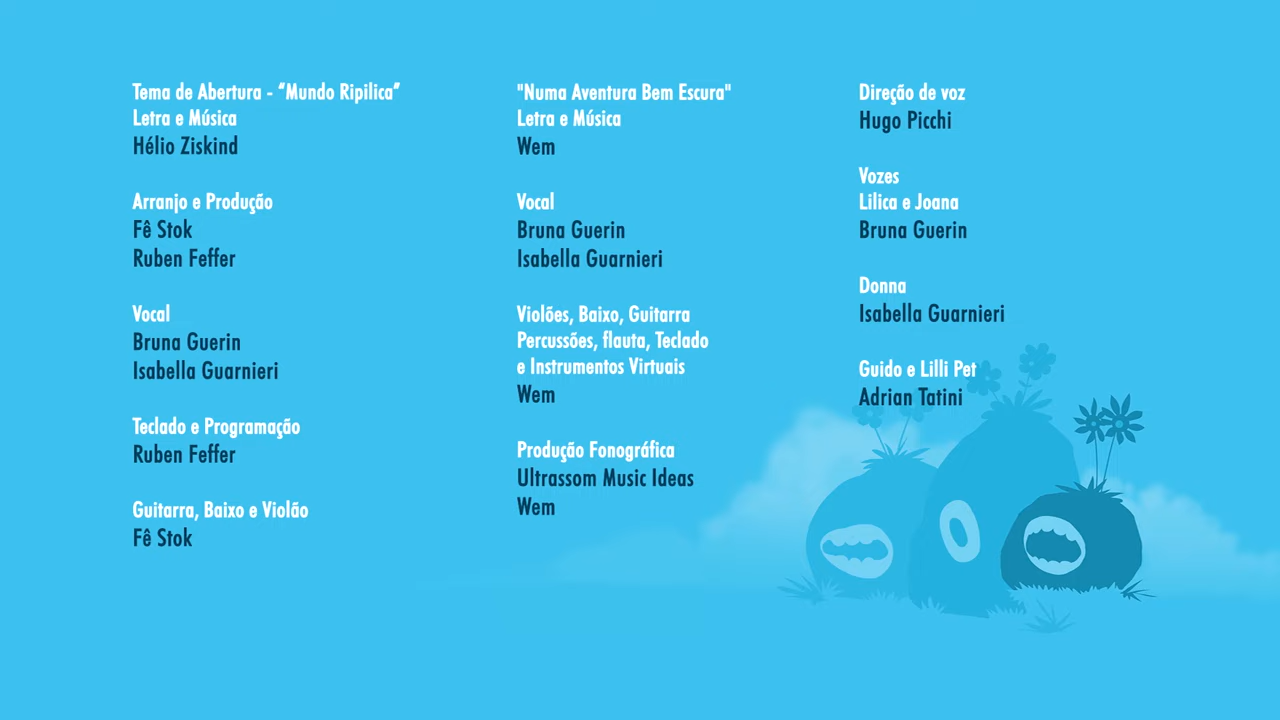 Tema de Abertura - “Mundo Ripilica”
Letra e Música
Hélio Ziskind
Arranjo e Produção
Fê Stok
Ruben Feffer
Vocal
Bruna Guerin
Isabella Guarnieri
Teclado e Programação
Ruben Feffer
Guitarra, Baixo e Violão
Fê Stok
"Numa Aventura Bem Escura"
Letra e Música
Wem
Vocal
Bruna Guerin
Isabella Guarnieri
Violões, Baixo, Guitarra
Percussões, flauta, Teclado
e Instrumentos Virtuais
Wem
Produção Fonográfica
Ultrassom Music Ideas
Wem
Direção de voz
Hugo Picchi
Vozes
Lilica e Joana
Bruna Guerin
Donna
Isabella Guarnieri
Guido e Lilli Pet
Adrian Tatini